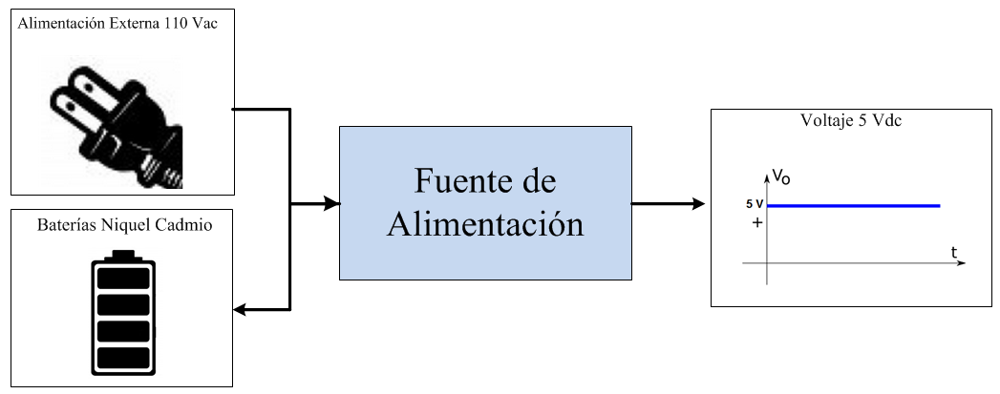 Alimentación Externa 110 Vac
Baterías Niquel Cadmio
Fuente de
Alimentación
Voltaje 5 Vdc
Vo
5 V
+
t